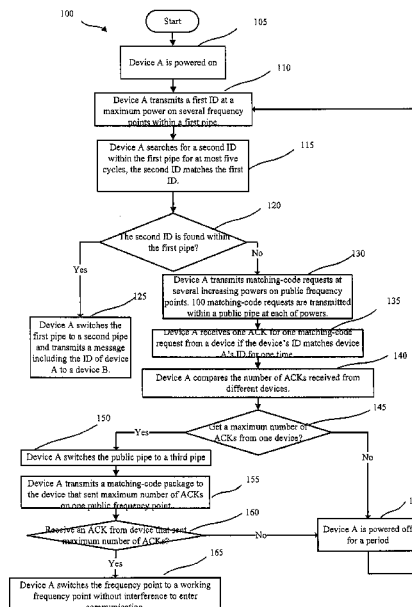 100
Start
105
Device A is powered on
110
Device A transmits a first ID at a
maximum power on several frequency
points within a first pipe.
115
Device A searches for a second ID
within the first pipe for at most five
cycles, the second ID matches the first
ID.
120
The second ID is found within
the first pipe?
Yes
No
125
Device A switches the
first pipe to a second pipe
and transmits a message
including the ID of device
A to a device B.
130
Device A transmits matching-code requests at
several increasing powers on public frequency
points. 100 matching-code requests are transmitted
within a public pipe at each of powers.
135
Device A receives one ACK for one matching-code
request from a device if the device's ID matches device
A's ID for one time.
140
Device A compares the number of ACKs received from
different devices.
145
Get a maximum number of
ACKs from one device?
Yes
No
150
Device A switches the public pipe to a third pipe
155
Device A transmits a matching-code package to
the device that sent maximum number of ACKs
on one public frequency point.
160
Receive an ACK from device that sent
maximum number of ACKs?
No
Yes
Device A is powered off
for a period
165
Device A switches the frequency point to a working
frequency point without interference to enter
communication.